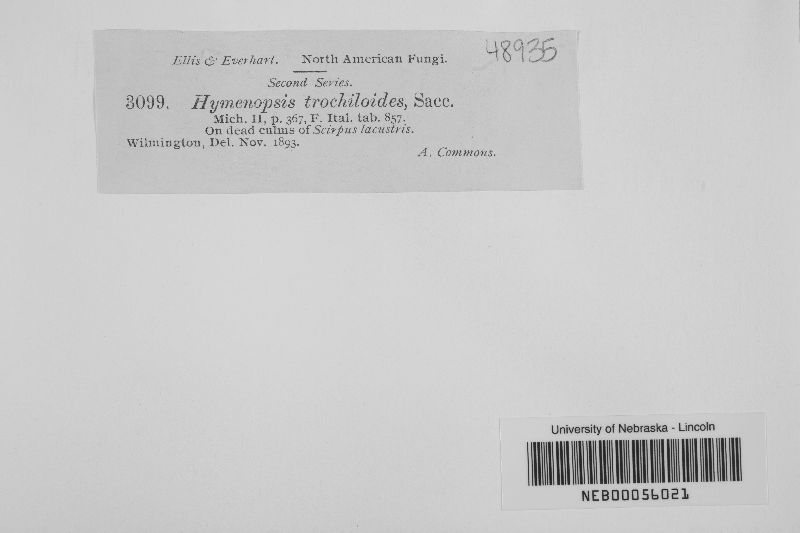 Ellis & Everhart. North American Fungi. 48935
Second Series.
3099. Hymenopsis trochiloides, Sacc.
Mich. II, p. 367, F. Ital. tab. 857.
On dead culms of Scirpus lacustris.
Wilmington, Del. Nov. 1893.
A. Commons.
University of Nebraska - Lincoln
NEB00056021